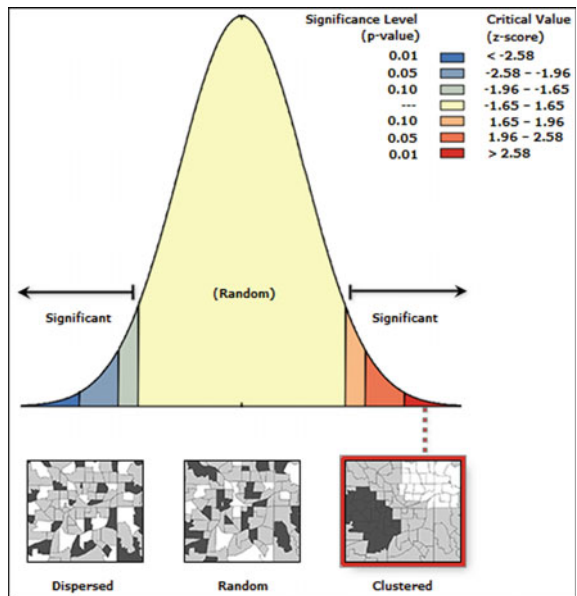 Significance Level Critical Value
(p-value) (z-score)
0.01 < -2.58
0.05 -2.58 – -1.96
0.10 -1.96 – -1.65
--- -1.65 – 1.65
0.10 1.65 – 1.96
0.05 1.96 – 2.58
0.01 > 2.58
(Random)
Significant Significant
Dispersed Random Clustered